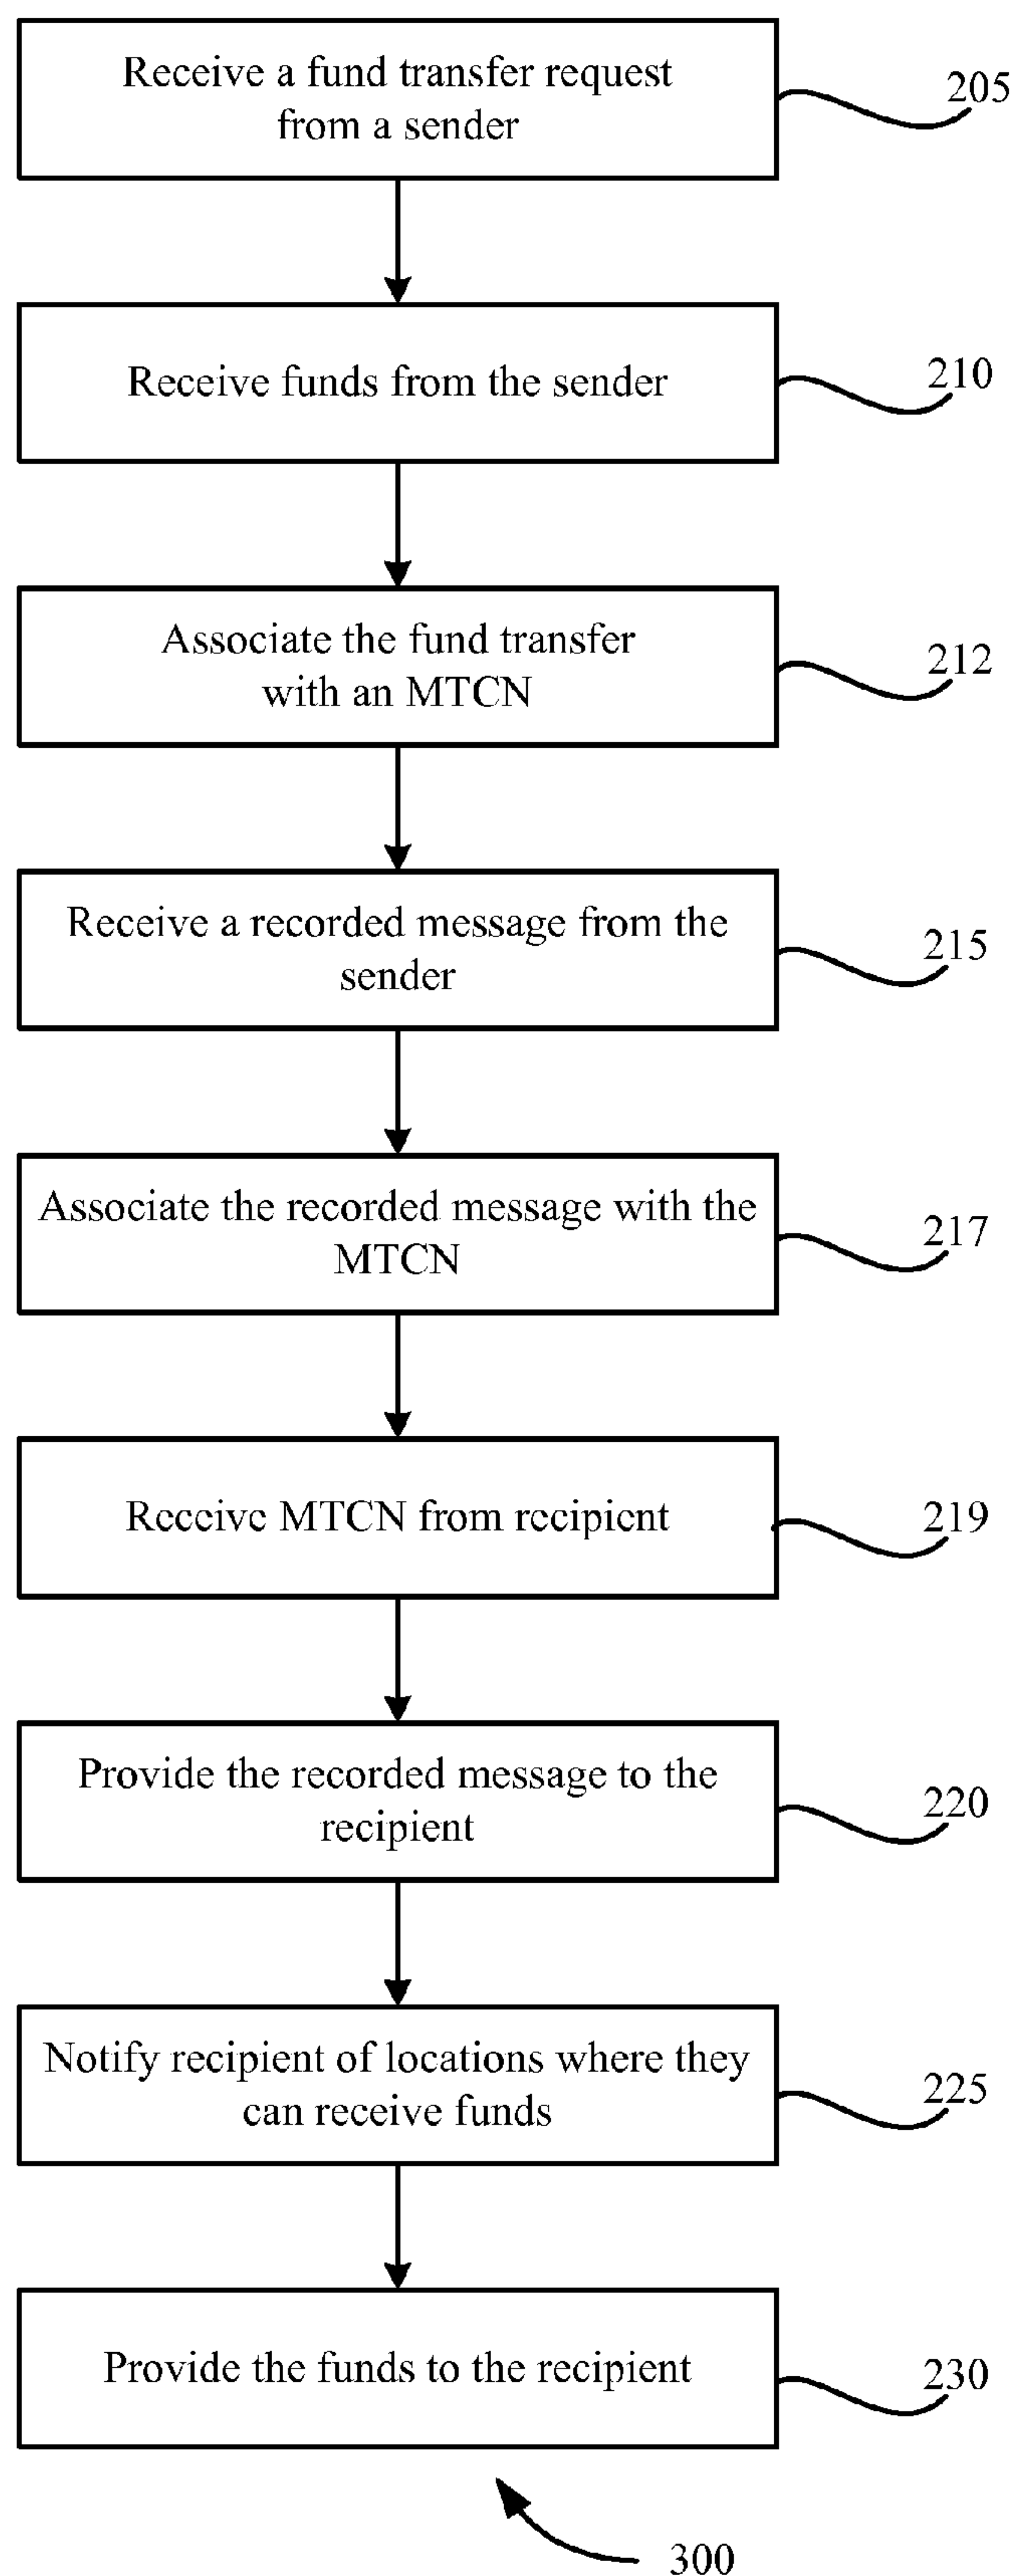 Receive a fund transfer request
from a sender
205
Receive funds from the sender
210
Associate the fund transfer
with an MTCN
212
Receive a recorded message from the
sender
215
Associate the recorded message with the
MTCN
217
Receive MTCN from recipient
219
Provide the recorded message to the
recipient
220
Notify recipient of locations where they
can receive funds
225
Provide the funds to the recipient
230
300